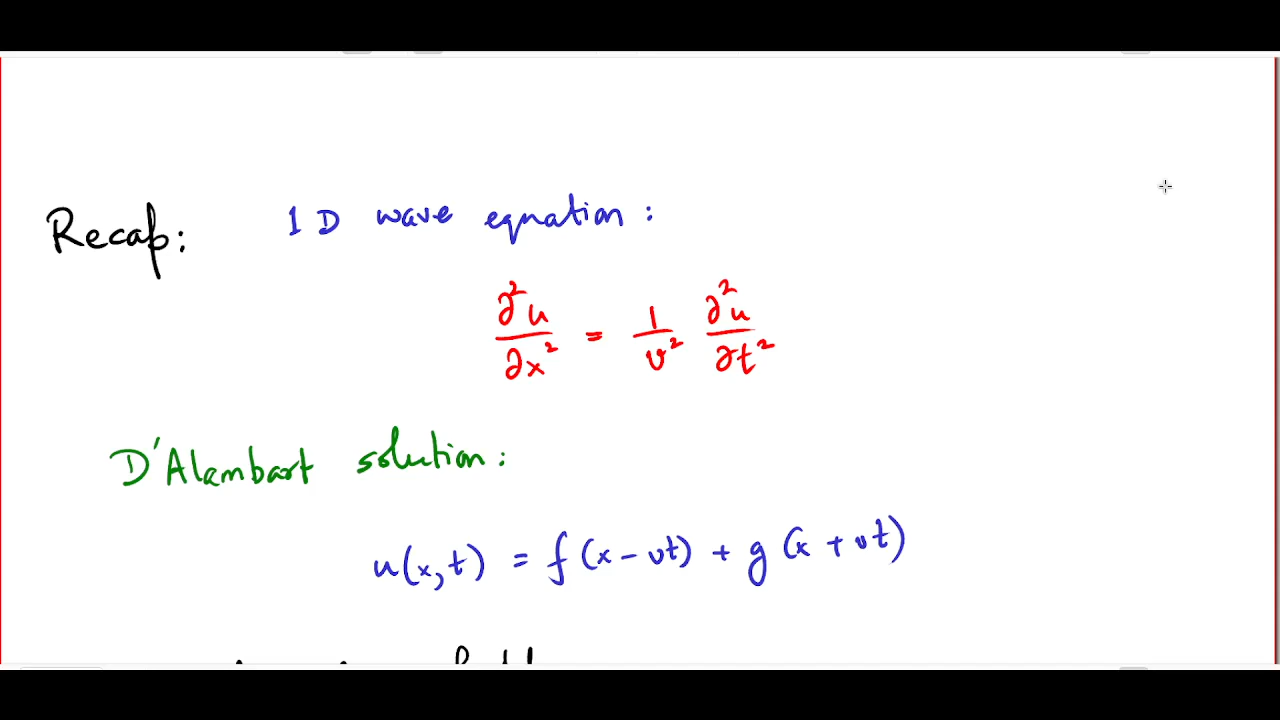 Recap: 1D wave equation:
∂²u/∂x² = 1/v² ∂²u/∂t²
D'Alambart solution:
u(x,t) = f(x-vt) + g(x+vt)